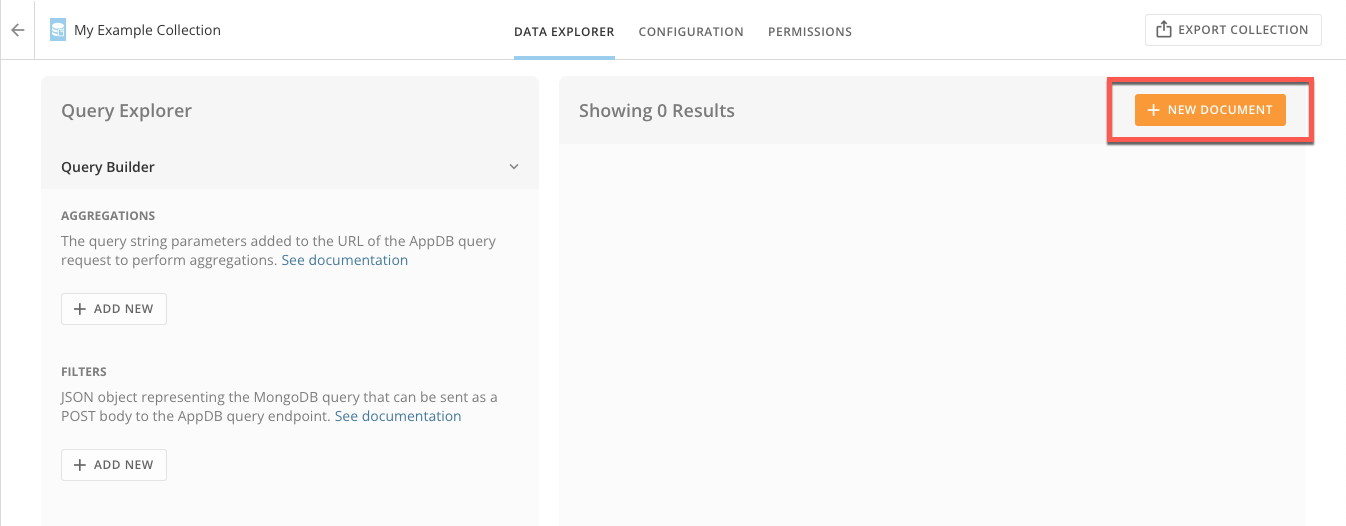 My Example Collection
DATA EXPLORER
CONFIGURATION
PERMISSIONS
EXPORT COLLECTION
Query Explorer
Query Builder
AGGREGATIONS
The query string parameters added to the URL of the AppDB query
request to perform aggregations. See documentation
+ ADD NEW
FILTERS
JSON object representing the MongoDB query that can be sent as a
POST body to the AppDB query endpoint. See documentation
+ ADD NEW
Showing 0 Results
+ NEW DOCUMENT